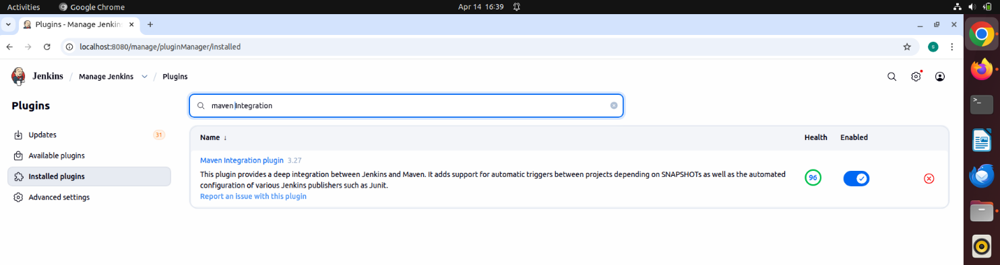 Activities
Google Chrome
Apr 14 16:39
Plugins - Manage Jenkins
localhost:8080/manage/pluginManager/installed
S
Jenkins / Manage Jenkins / Plugins
Plugins
maven Integration
Updates 31
Available plugins
Installed plugins
Advanced settings
Name ↓ Health Enabled
Maven Integration plugin 3.27
This plugin provides a deep integration between Jenkins and Maven. It adds support for automatic triggers between projects depending on SNAPSHOTs as well as the automated
configuration of various Jenkins publishers such as Junit.
Report an issue with this plugin
96